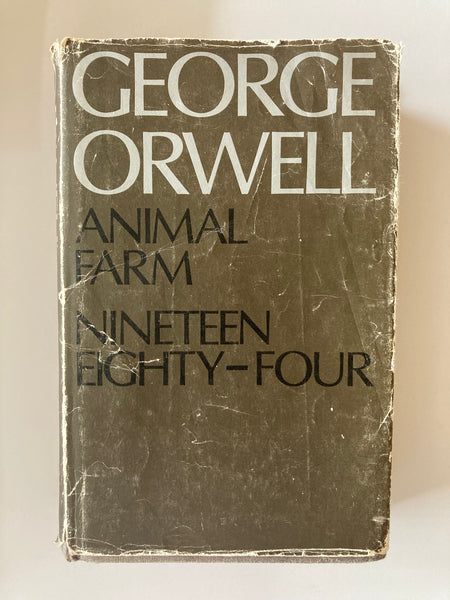 GEORGE
ORWELL
ANIMAL
FARM
NINETEEN
EIGHTY-FOUR